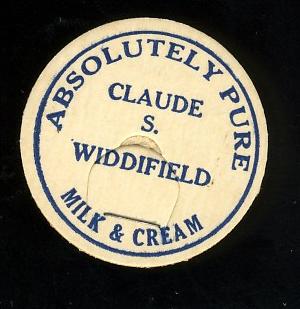 ABSOLUTELY PURE
CLAUDE
S.
WIDDIFIELD
MILK & CREAM